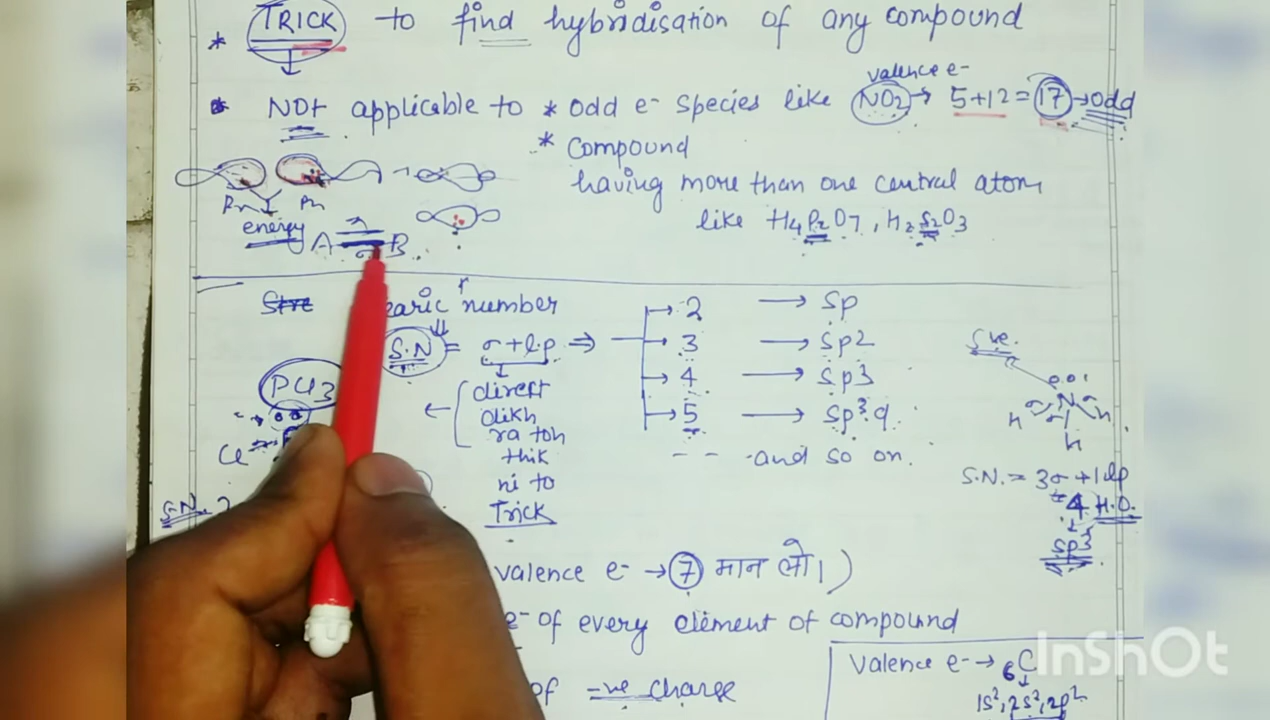 * TRICK to find hybridisation of any compound
* NOt applicable to * odd e- species like NO2 → 5+12 = 17 → odd
valence e-
* Compound
having more than one central atom
like H4P2O7, H2S2O3
energy
A B
Stre earic number
S.N = σ+l.p ⇒
2 → sp
3 → sp2
4 → sp3
5 → sp3d
-- -and so on.
direct
dikh
ra toh
thik
ni to
Trick
PCl3
Cl
S.N.
N
H H
H
S.N. = 3σ+1lp
4 H.O.
sp3
valence e- → 7 मान लो।)
e- of every element of compound
of -ve charge
Valence e- → 6C
1s2, 2s2, 2p2
InShOt